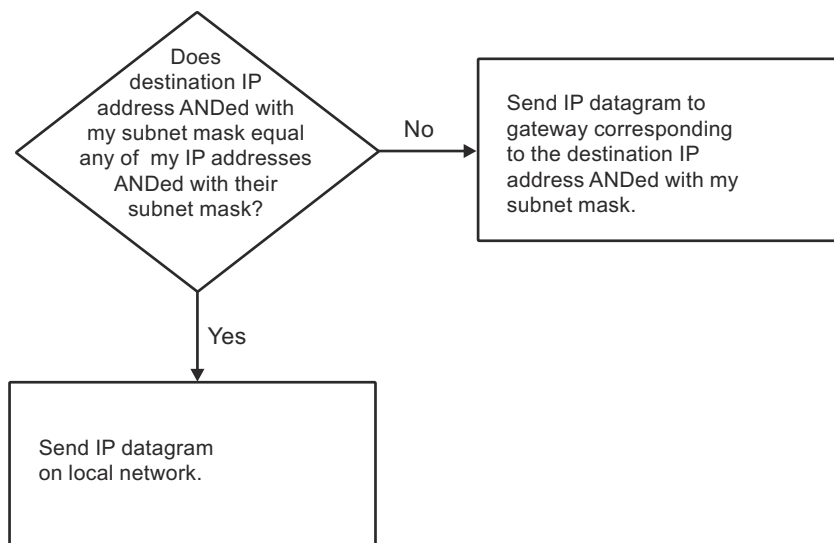 Does
destination IP
address ANDed with
my subnet mask equal
any of my IP addresses
ANDed with their
subnet mask?
No
Send IP datagram to
gateway corresponding
to the destination IP
address ANDed with my
subnet mask.
Yes
Send IP datagram
on local network.